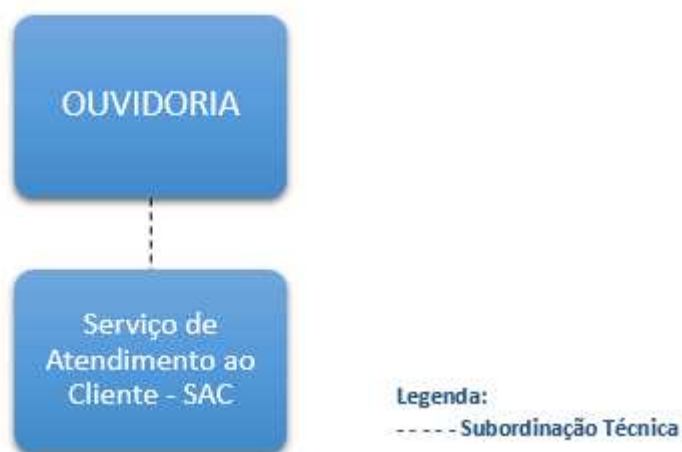 OUVIDORIA
Serviço de
Atendimento ao
Cliente - SAC
Legenda:
- - - - - Subordinação Técnica